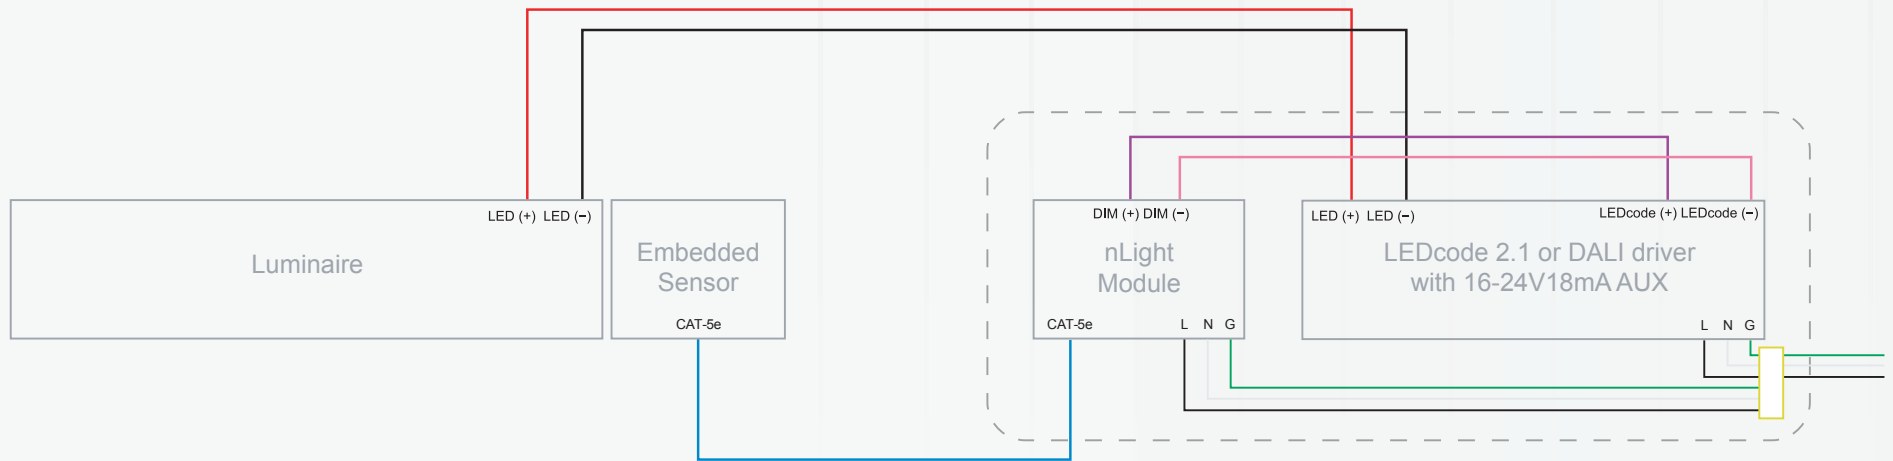 LED (+) LED (−)
Luminaire
Embedded
Sensor
CAT-5e
DIM (+) DIM (−)
nLight
Module
CAT-5e L N G
LED (+) LED (−) LEDcode (+) LEDcode (−)
LEDcode 2.1 or DALI driver
with 16-24V18mA AUX
L N G